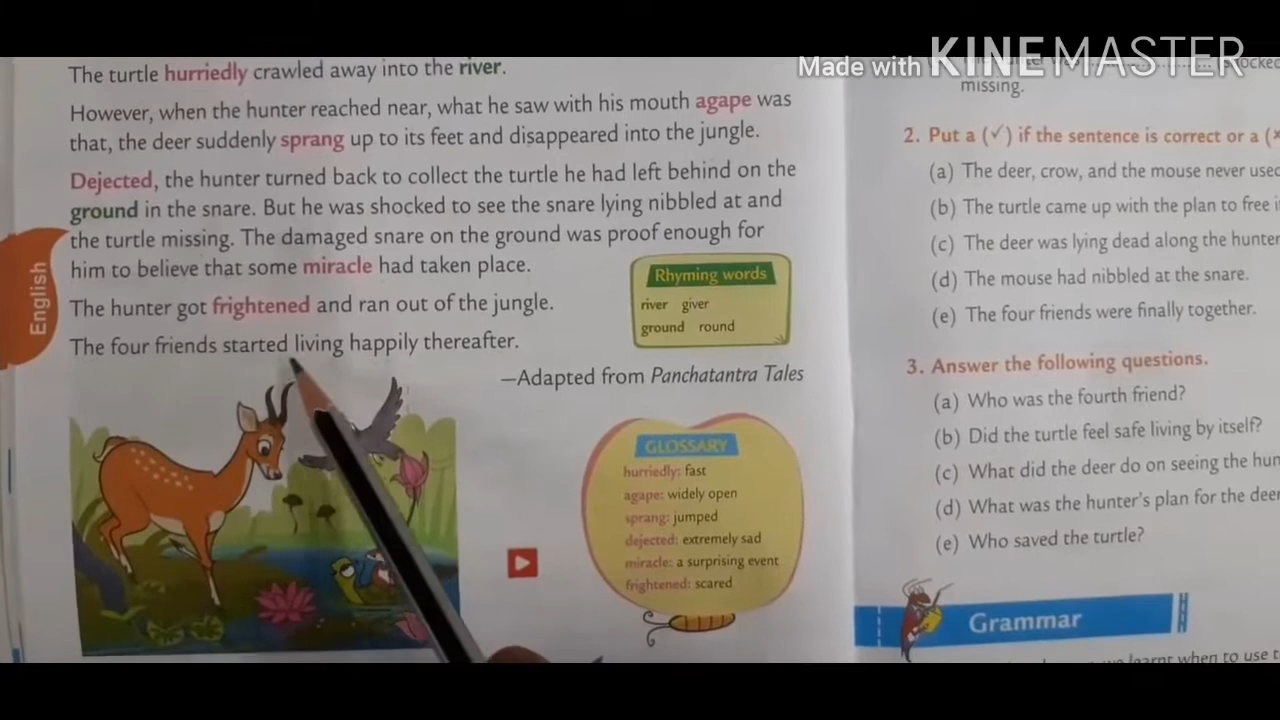 Made with KINEMASTER
The turtle hurriedly crawled away into the river.
However, when the hunter reached near, what he saw with his mouth agape was
that, the deer suddenly sprang up to its feet and disappeared into the jungle.
Dejected, the hunter turned back to collect the turtle he had left behind on the
ground in the snare. But he was shocked to see the snare lying nibbled at and
the turtle missing. The damaged snare on the ground was proof enough for
him to believe that some miracle had taken place.
The hunter got frightened and ran out of the jungle.
The four friends started living happily thereafter.
—Adapted from Panchatantra Tales
English
Rhyming words
river giver
ground round
GLOSSARY
hurriedly: fast
agape: widely open
sprang: jumped
dejected: extremely sad
miracle: a surprising event
frightened: scared
missing.
2. Put a (✓) if the sentence is correct or a (
(a) The deer, crow, and the mouse never used
(b) The turtle came up with the plan to free
(c) The deer was lying dead along the hunter
(d) The mouse had nibbled at the snare.
(e) The four friends were finally together.
3. Answer the following questions.
(a) Who was the fourth friend?
(b) Did the turtle feel safe living by itself?
(c) What did the deer do on seeing the hun
(d) What was the hunter's plan for the deer
(e) Who saved the turtle?
Grammar
learnt when to use